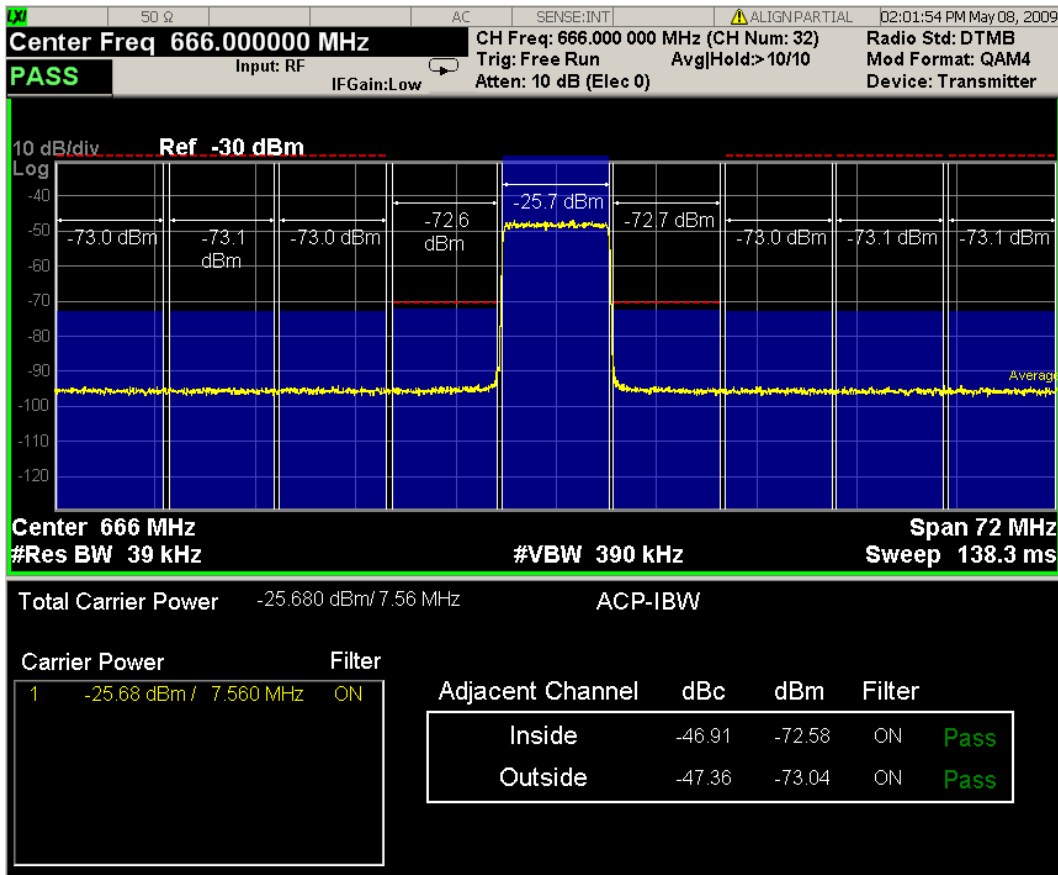 LXI 50 Ω AC SENSE:INT ALIGN PARTIAL 02:01:54 PM May 08, 2009
Center Freq 666.000000 MHz
CH Freq: 666.000 000 MHz (CH Num: 32)
Radio Std: DTMB
PASS
Input: RF
Trig: Free Run
Avg|Hold:>10/10
Mod Format: QAM4
IFGain:Low
Atten: 10 dB (Elec 0)
Device: Transmitter
10 dB/div Ref -30 dBm
Log
-40
-50
-60
-70
-80
-90
-100
-110
-120
-73.0 dBm
-73.1 dBm
-73.0 dBm
-72.6 dBm
-25.7 dBm
-72.7 dBm
-73.0 dBm
-73.1 dBm
-73.1 dBm
Average
Center 666 MHz Span 72 MHz
#Res BW 39 kHz #VBW 390 kHz Sweep 138.3 ms
Total Carrier Power -25.680 dBm/ 7.56 MHz ACP-IBW
Carrier Power Filter
1 -25.68 dBm / 7.560 MHz ON
Adjacent Channel dBc dBm Filter
Inside -46.91 -72.58 ON Pass
Outside -47.36 -73.04 ON Pass